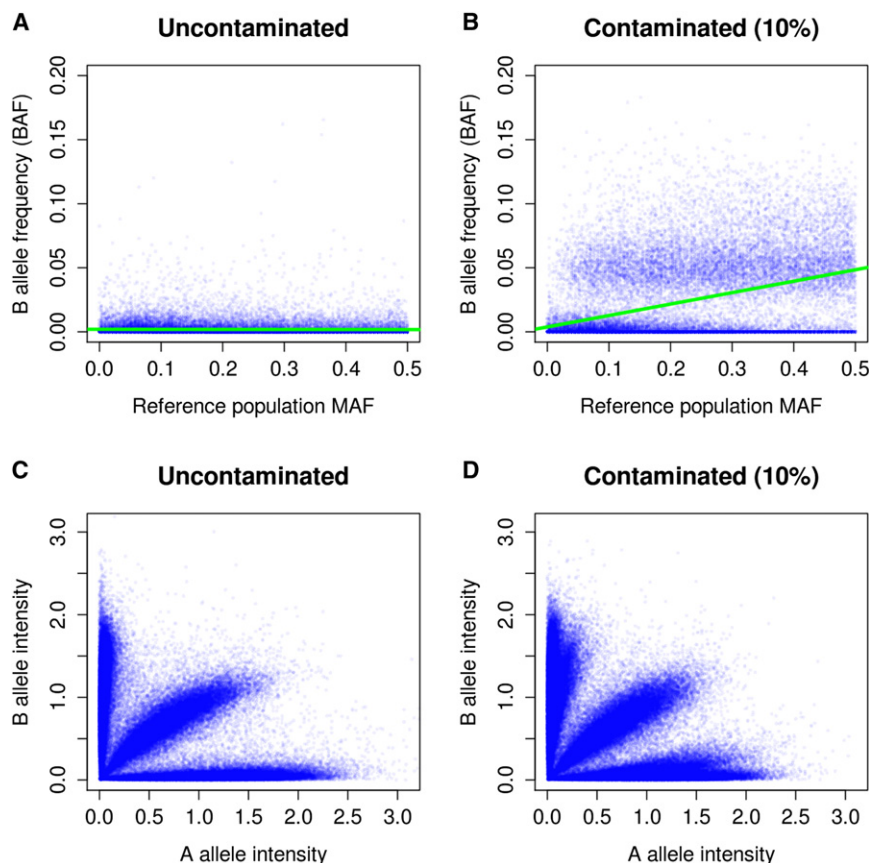 A
Uncontaminated
B allele frequency (BAF)
0.00 0.05 0.10 0.15 0.20
0.0 0.1 0.2 0.3 0.4 0.5
Reference population MAF
B
Contaminated (10%)
B allele frequency (BAF)
0.00 0.05 0.10 0.15 0.20
0.0 0.1 0.2 0.3 0.4 0.5
Reference population MAF
C
Uncontaminated
B allele intensity
0.0 1.0 2.0 3.0
0.0 0.5 1.0 1.5 2.0 2.5 3.0
A allele intensity
D
Contaminated (10%)
B allele intensity
0.0 1.0 2.0 3.0
0.0 0.5 1.0 1.5 2.0 2.5 3.0
A allele intensity